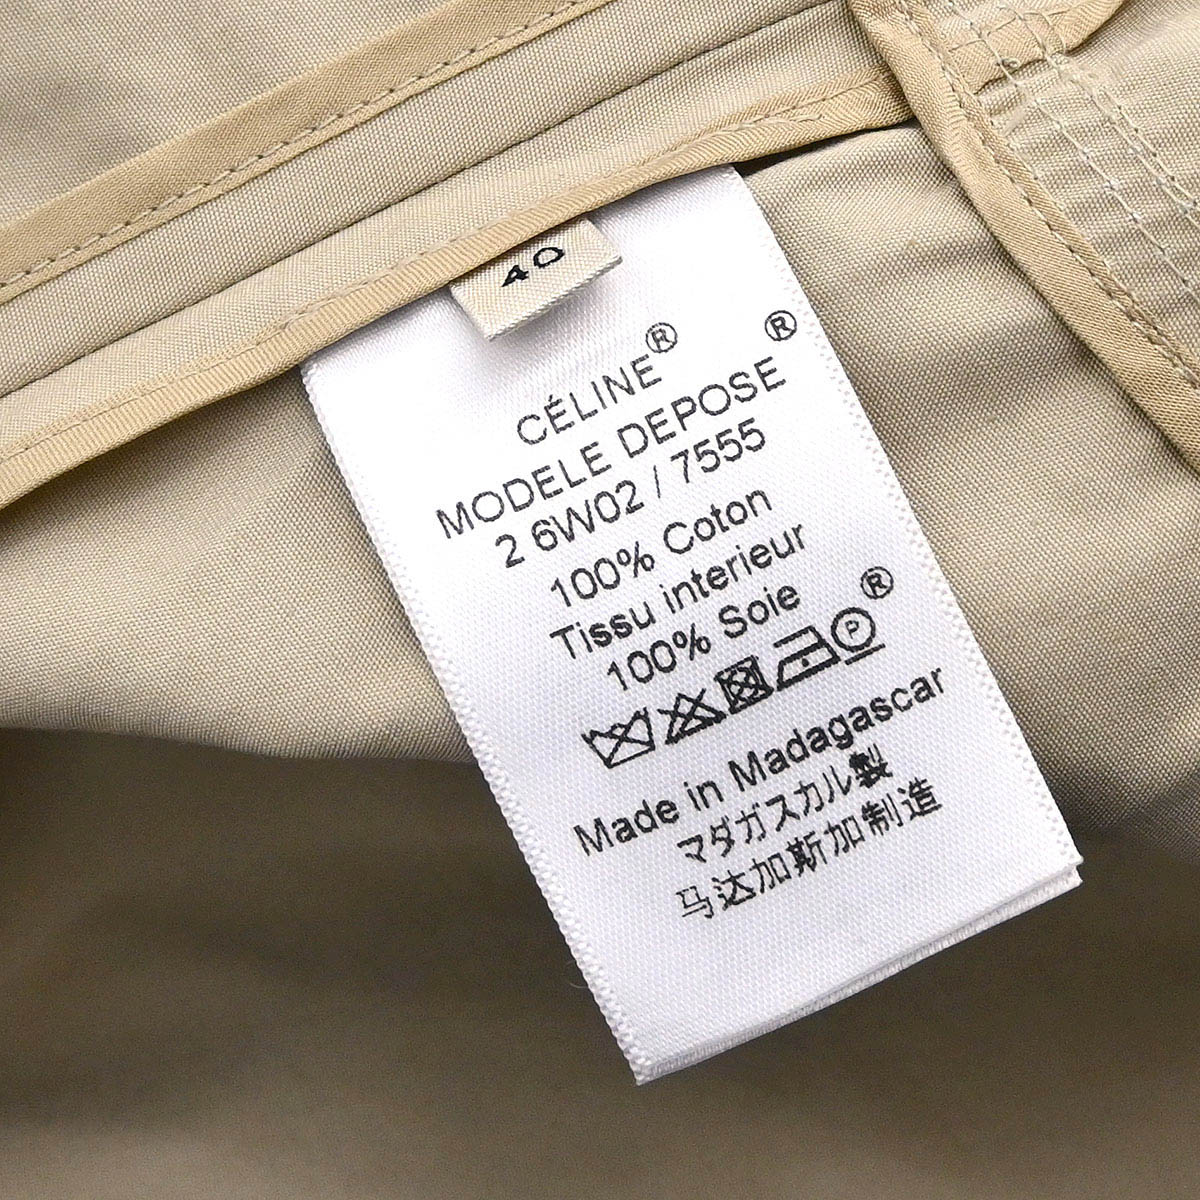 40
CÉLINE®
MODELE DEPOSE®
2 6W02 / 7555
100% Coton
Tissu interieur
100% Soie
P ®
Made in Madagascar
マダガスカル製
马达加斯加制造